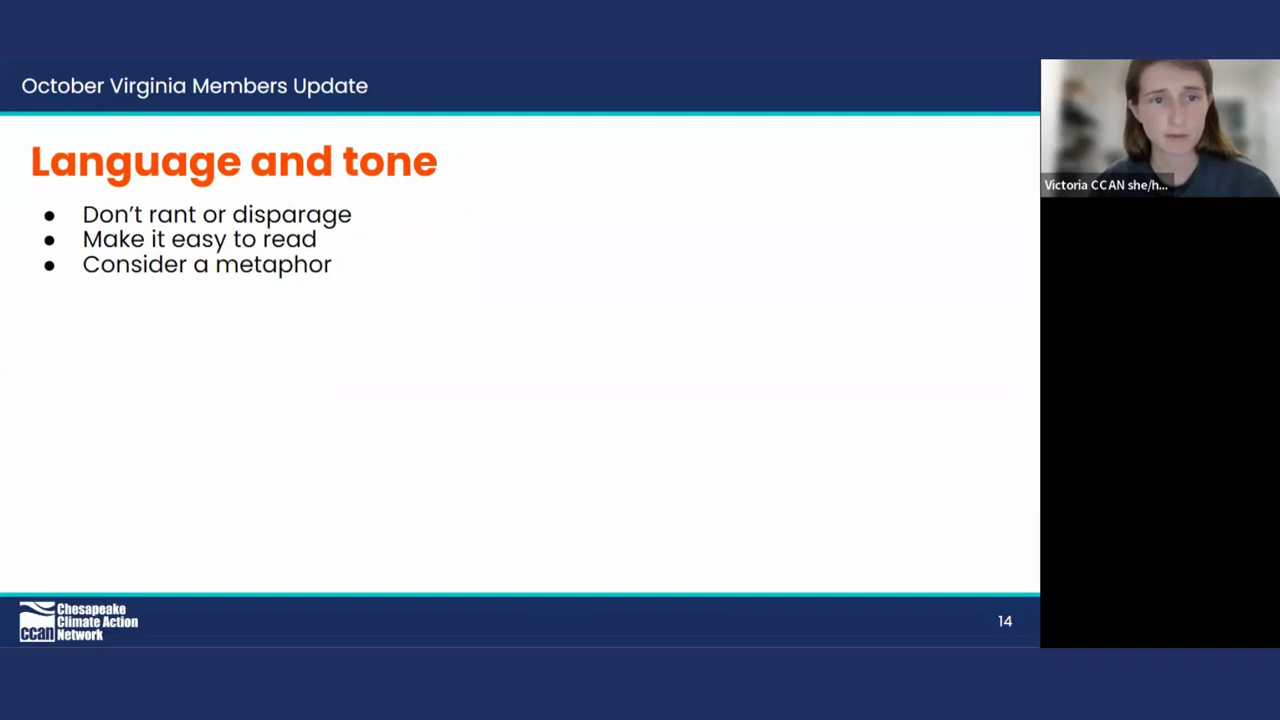 October Virginia Members Update
Language and tone
● Don’t rant or disparage
● Make it easy to read
● Consider a metaphor
Victoria CCAN she/h...
ccan
Chesapeake
Climate Action
Network
14